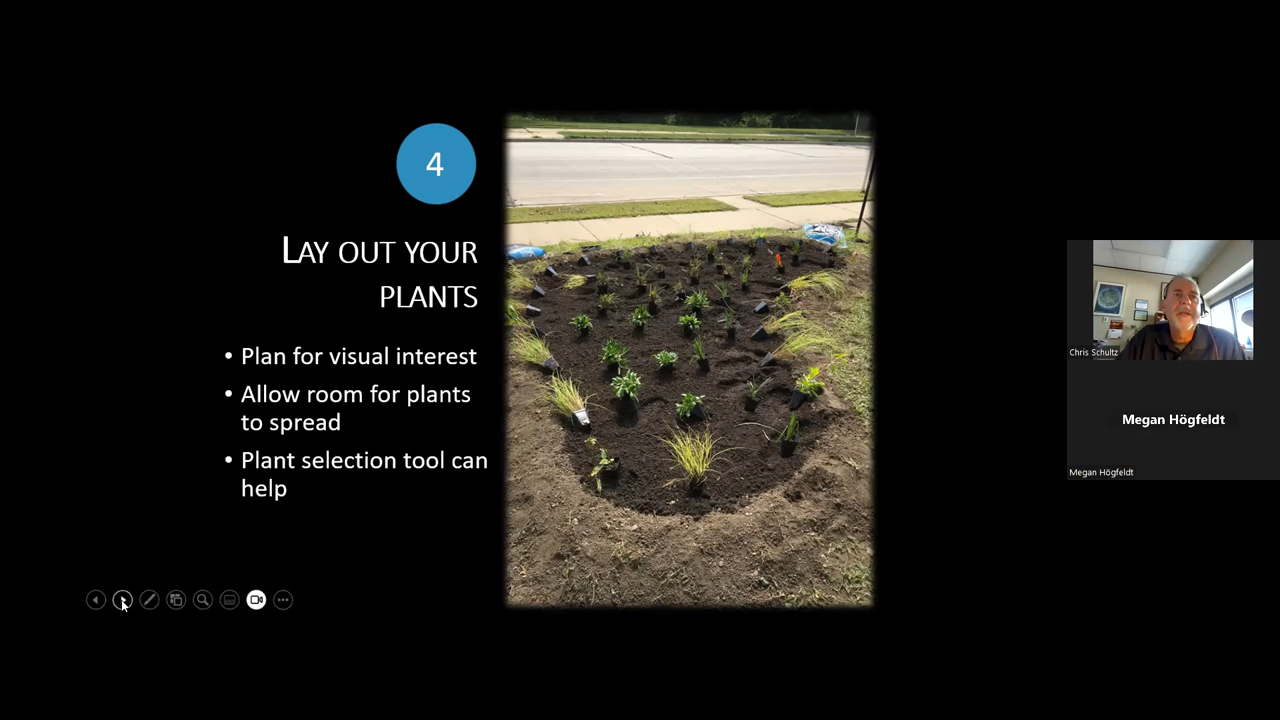 4
LAY OUT YOUR
PLANTS
• Plan for visual interest
• Allow room for plants
to spread
• Plant selection tool can
help
Chris Schultz
Megan Högfeldt
Megan Högfeldt